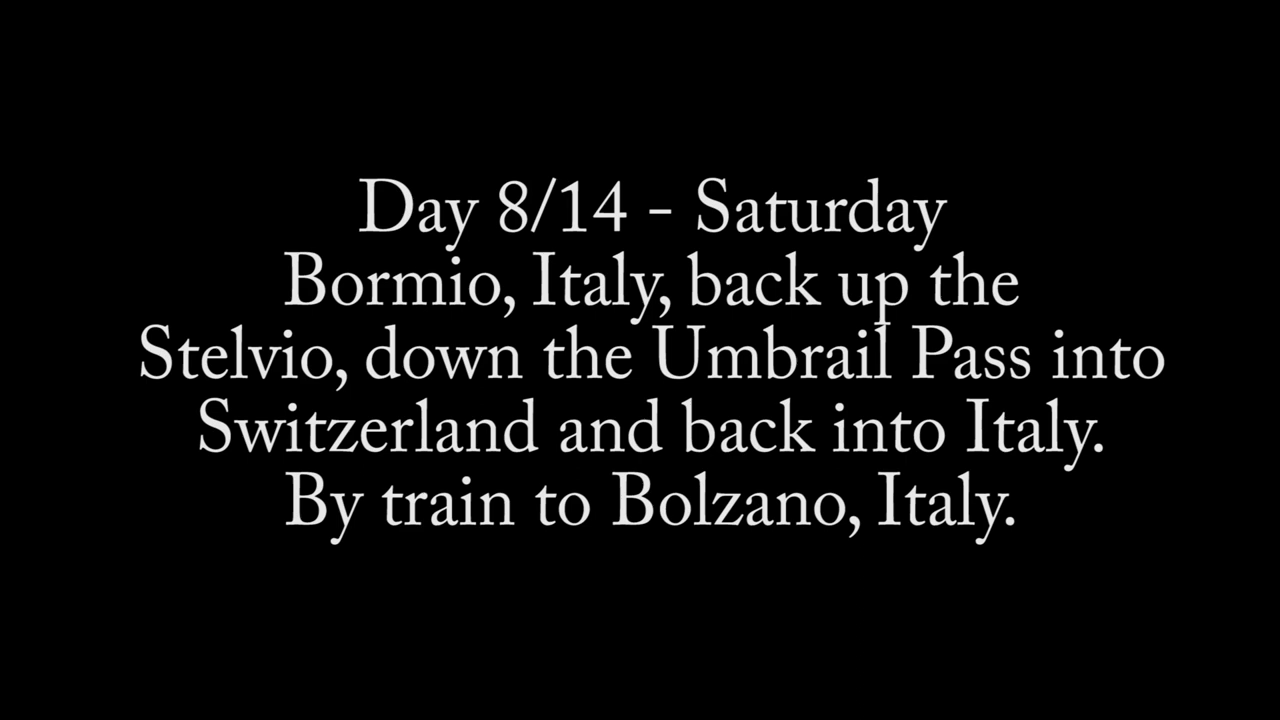 Day 8/14 - Saturday
Bormio, Italy, back up the
Stelvio, down the Umbrail Pass into
Switzerland and back into Italy.
By train to Bolzano, Italy.